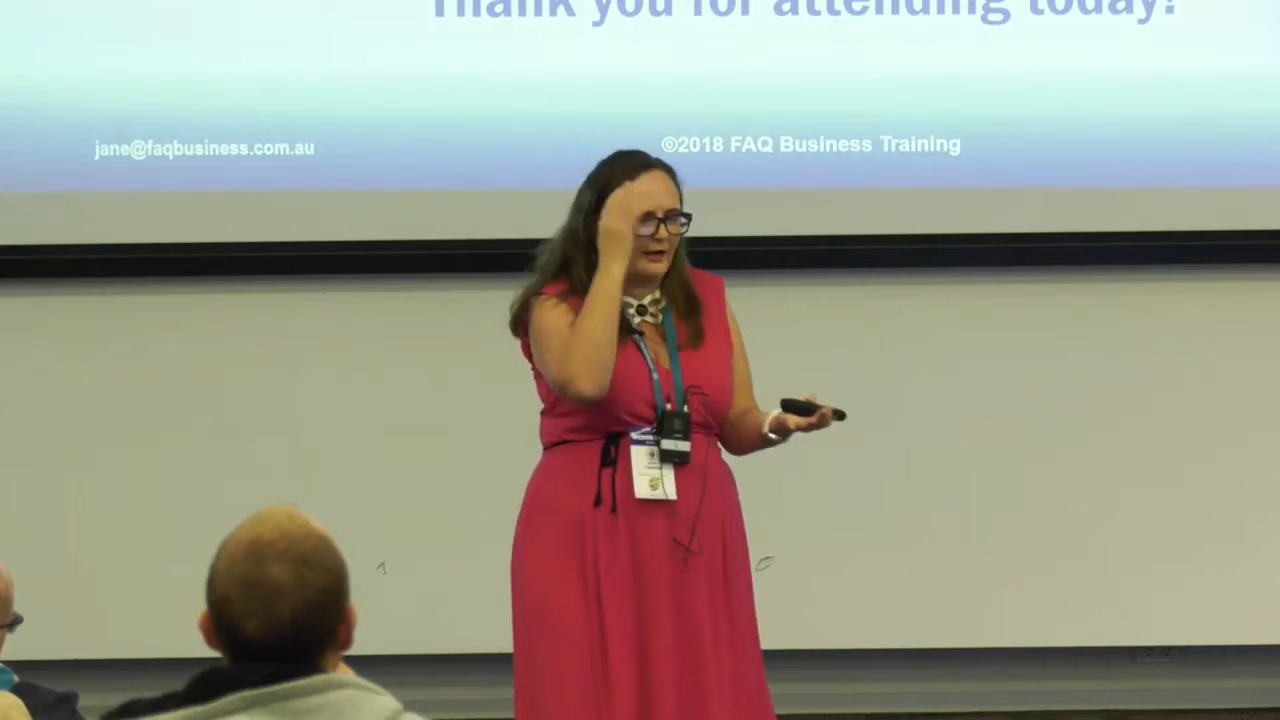 Thank you for attending today!
jane@faqbusiness.com.au
©2018 FAQ Business Training